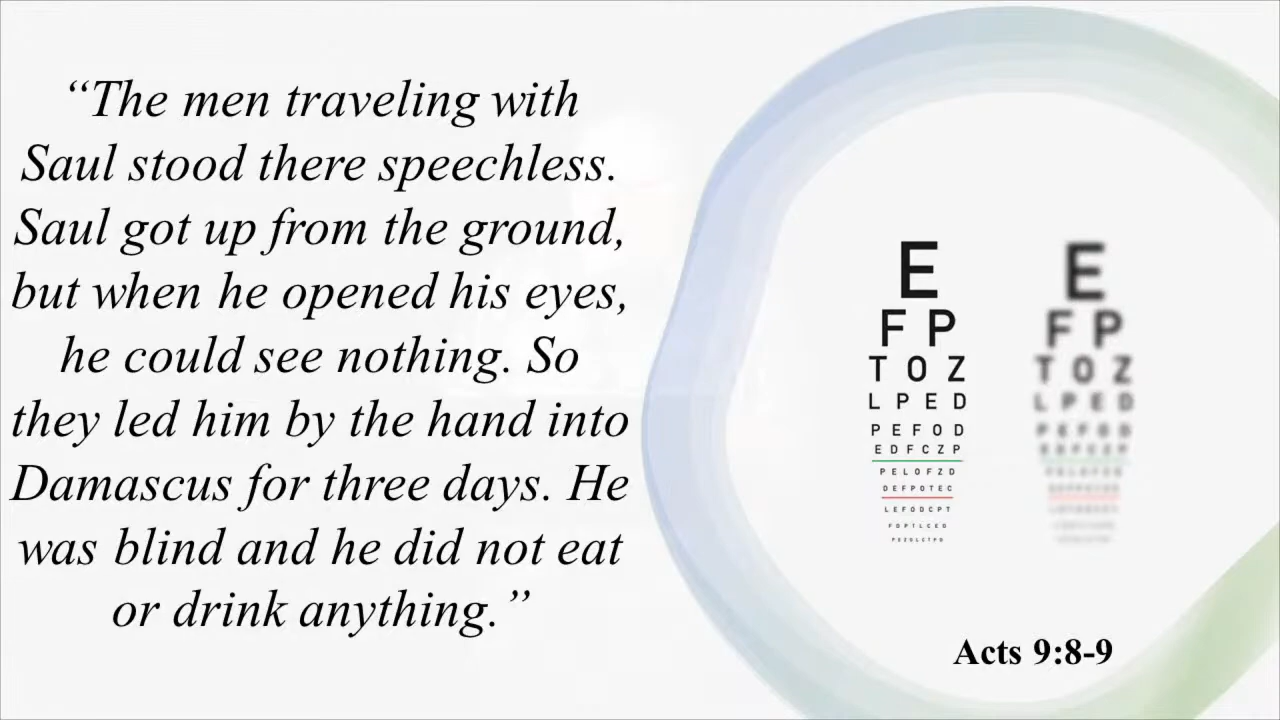 “The men traveling with
Saul stood there speechless.
Saul got up from the ground,
but when he opened his eyes,
he could see nothing. So
they led him by the hand into
Damascus for three days. He
was blind and he did not eat
or drink anything.”
E
F P
T O Z
L P E D
P E F O D
E D F C Z P
P E L O F Z D
D E F P O T E C
L E F O D C P T
F D P T L C E O
P E Z O L C T F D
E
F P
T O Z
L P E D
P E F O D
E D F C Z P
Acts 9:8-9